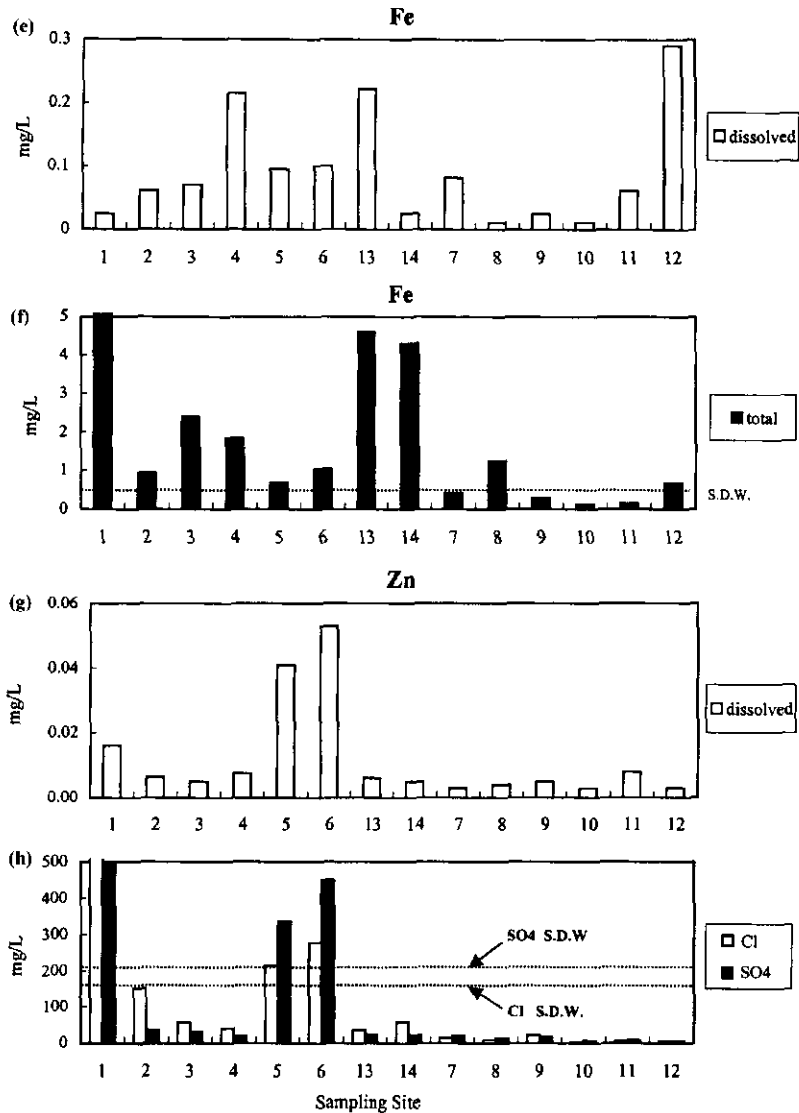 (e)
Fe
0.3
0.2
0.1
0
mg/L
1 2 3 4 5 6 13 14 7 8 9 10 11 12
dissolved
(f)
Fe
5
4
3
2
1
0
mg/L
S.D.W.
1 2 3 4 5 6 13 14 7 8 9 10 11 12
total
(g)
Zn
0.06
0.04
0.02
0.00
mg/L
1 2 3 4 5 6 13 14 7 8 9 10 11 12
dissolved
(h)
500
400
300
200
100
0
mg/L
SO4 S.D.W
Cl S.D.W.
1 2 3 4 5 6 13 14 7 8 9 10 11 12
Sampling Site
Cl
SO4